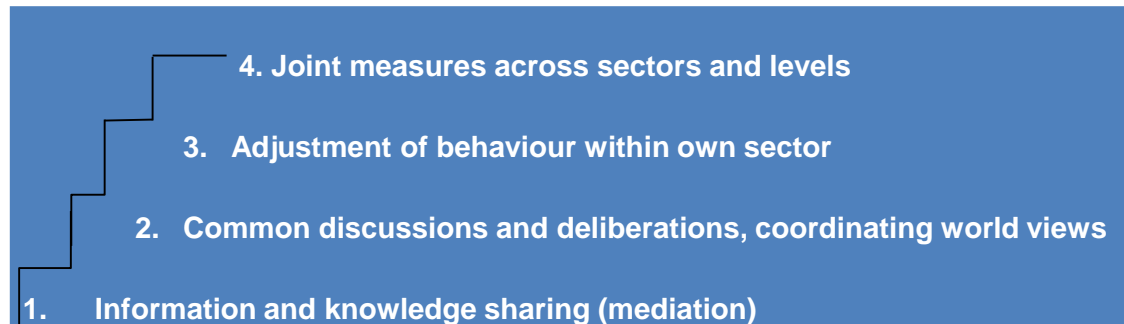 4. Joint measures across sectors and levels
3. Adjustment of behaviour within own sector
2. Common discussions and deliberations, coordinating world views
1. Information and knowledge sharing (mediation)